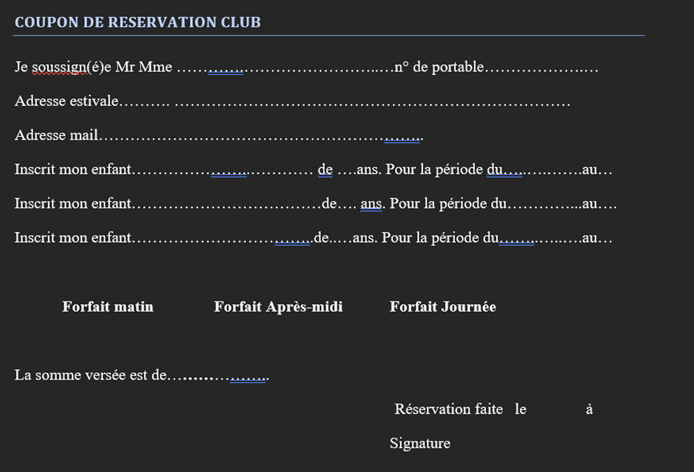 COUPON DE RESERVATION CLUB
Je soussign(é)e Mr Mme ……………………………………..…n° de portable……………….…
Adresse estivale………. …………………………………………………………………
Adresse mail…………………………………………………….
Inscrit mon enfant……………………………… de ….ans. Pour la période du…………….au…
Inscrit mon enfant………………………………de…. ans. Pour la période du…………...au….
Inscrit mon enfant…………………………….de..…ans. Pour la période du……………….au…
Forfait matin Forfait Après-midi Forfait Journée
La somme versée est de……………….
Réservation faite le à
Signature